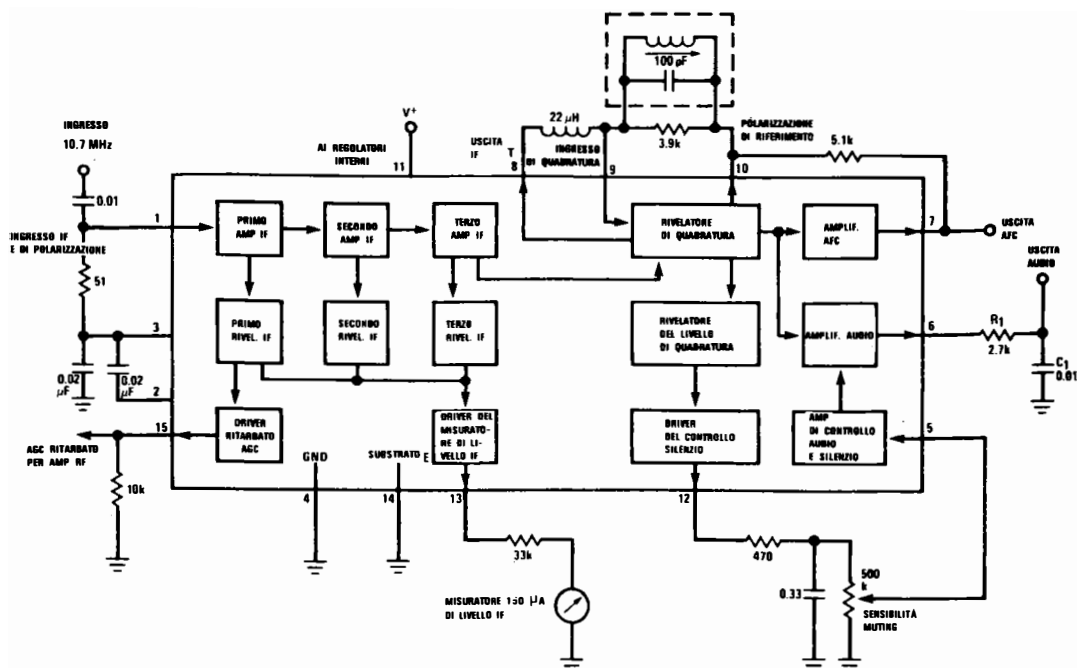 100 pF
22 µH
3.9k
POLARIZZAZIONE
DI RIFERIMENTO
5.1k
INGRESSO
10.7 MHz
V+
AI REGOLATORI
INTERNI
11
USCITA
IF
T
8
INGRESSO
DI QUADRATURA
9
10
0.01
1
INGRESSO IF
E DI POLARIZZAZIONE
51
3
0.02
µF
0.02
µF
2
PRIMO
AMP IF
SECONDO
AMP IF
TERZO
AMP IF
RIVELATORE
DI QUADRATURA
AMPLIF.
AFC
7
USCITA
AFC
USCITA
AUDIO
PRIMO
RIVEL. IF
SECONDO
RIVEL. IF
TERZO
RIVEL. IF
RIVELATORE
DEL LIVELLO
DI QUADRATURA
AMPLIF. AUDIO
6
R1
2.7k
C1
0.01
15
AGC RITARBATO
PER AMP RF
10k
DRIVER
RITARBATO
AGC
DRIVER DEL
MISURATO-
RE DI LI-
VELLO IF
DRIVER
DEL CONTROLLO
SILENZIO
AMP
DI CONTROLLO
AUDIO
E SILENZIO
5
GND
4
SUBSTRATO E
14
13
12
33k
MISURATORE 150 µA
DI LIVELLO IF
470
0.33
500
k
SENSIBILITÀ
MUTING